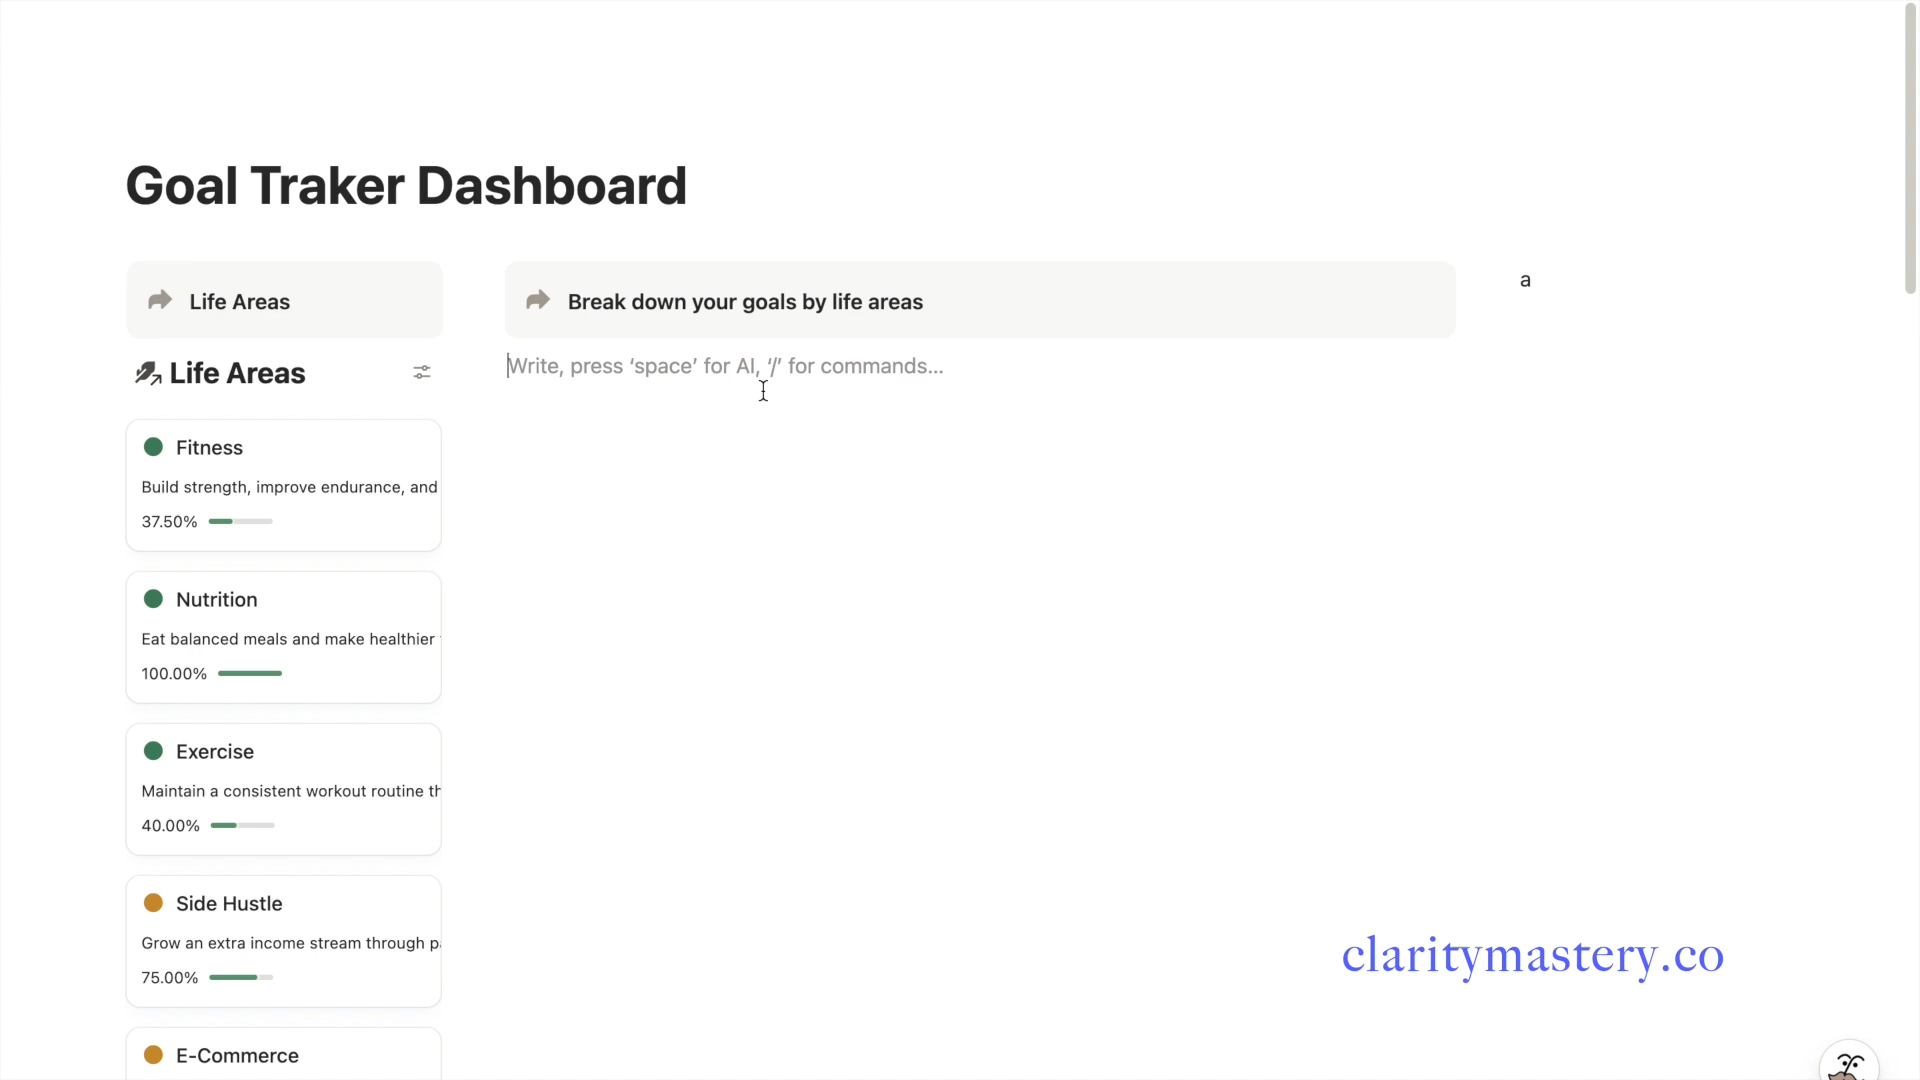 Goal Traker Dashboard
Life Areas
Life Areas
Fitness
Build strength, improve endurance, and
37.50%
Nutrition
Eat balanced meals and make healthier
100.00%
Exercise
Maintain a consistent workout routine th
40.00%
Side Hustle
Grow an extra income stream through p
75.00%
E-Commerce
Break down your goals by life areas
Write, press ‘space’ for AI, ‘/’ for commands...
a
claritymastery.co